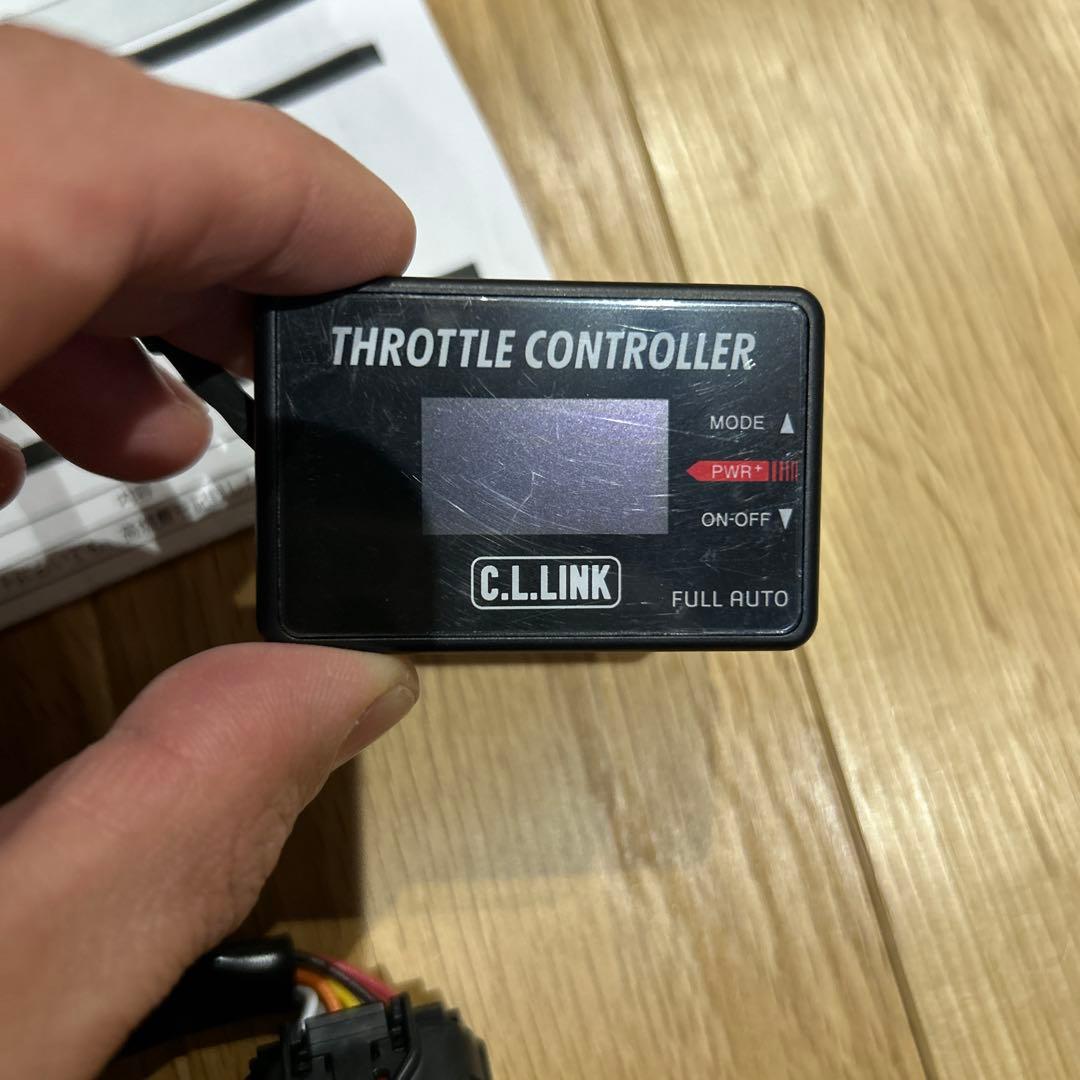 THROTTLE CONTROLLER
MODE ▲
PWR+
ON-OFF ▼
C.L.LINK
FULL AUTO